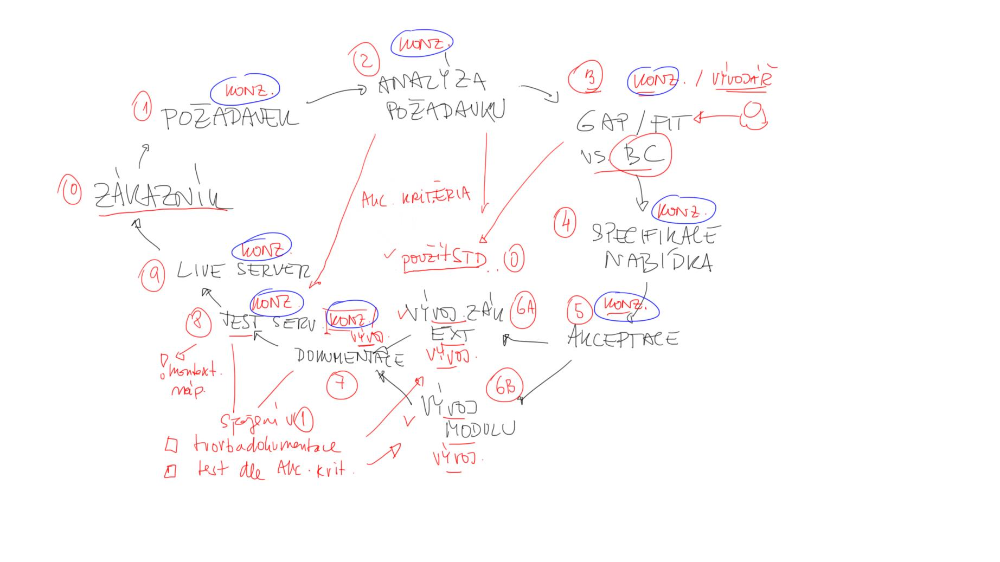 KONZ.
2
ANALÝZA
POŽADAVKU
KONZ.
1
POŽADAVEK
3
KONZ. / VÝVOJÁŘ
GAP/FIT
VS. BC
0
ZÁKAZNÍK
AKC. KRITÉRIA
KONZ.
4
SPECIFIKACE
NABÍDKA
použít STD .. 0
KONZ.
9
LIVE SERVER
KONZ.
5
AKCEPTACE
KONZ.
8
TEST SERV.
KONZ./
VÝVOJ.
VÝVOJ ZÁK
6A
EXT
VÝVOJ.
DOKUMENTACE
7
kontext.
náp.
6B
VÝVOJ
MODULU
VÝVOJ.
Spojení v 1
tvorba dokumentace
test dle Akc. krit.